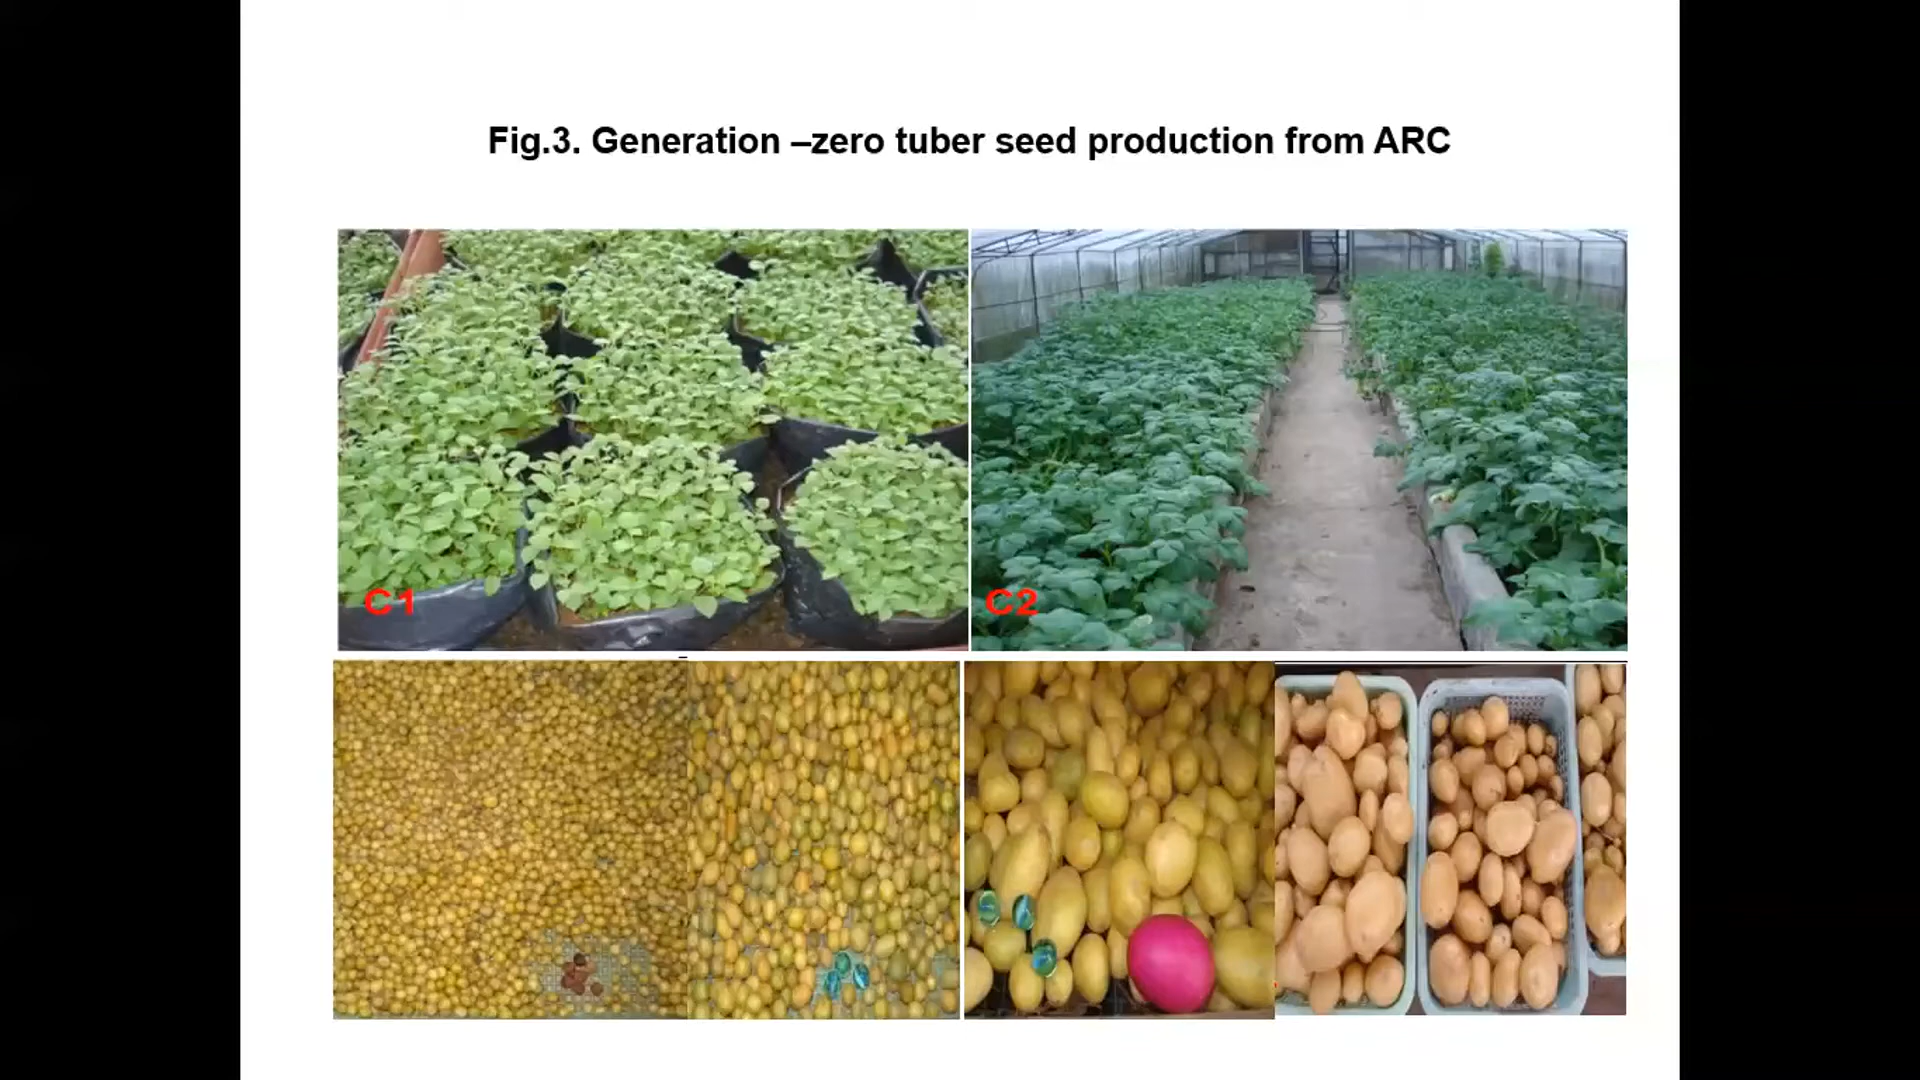 Fig.3. Generation –zero tuber seed production from ARC
C1
C2